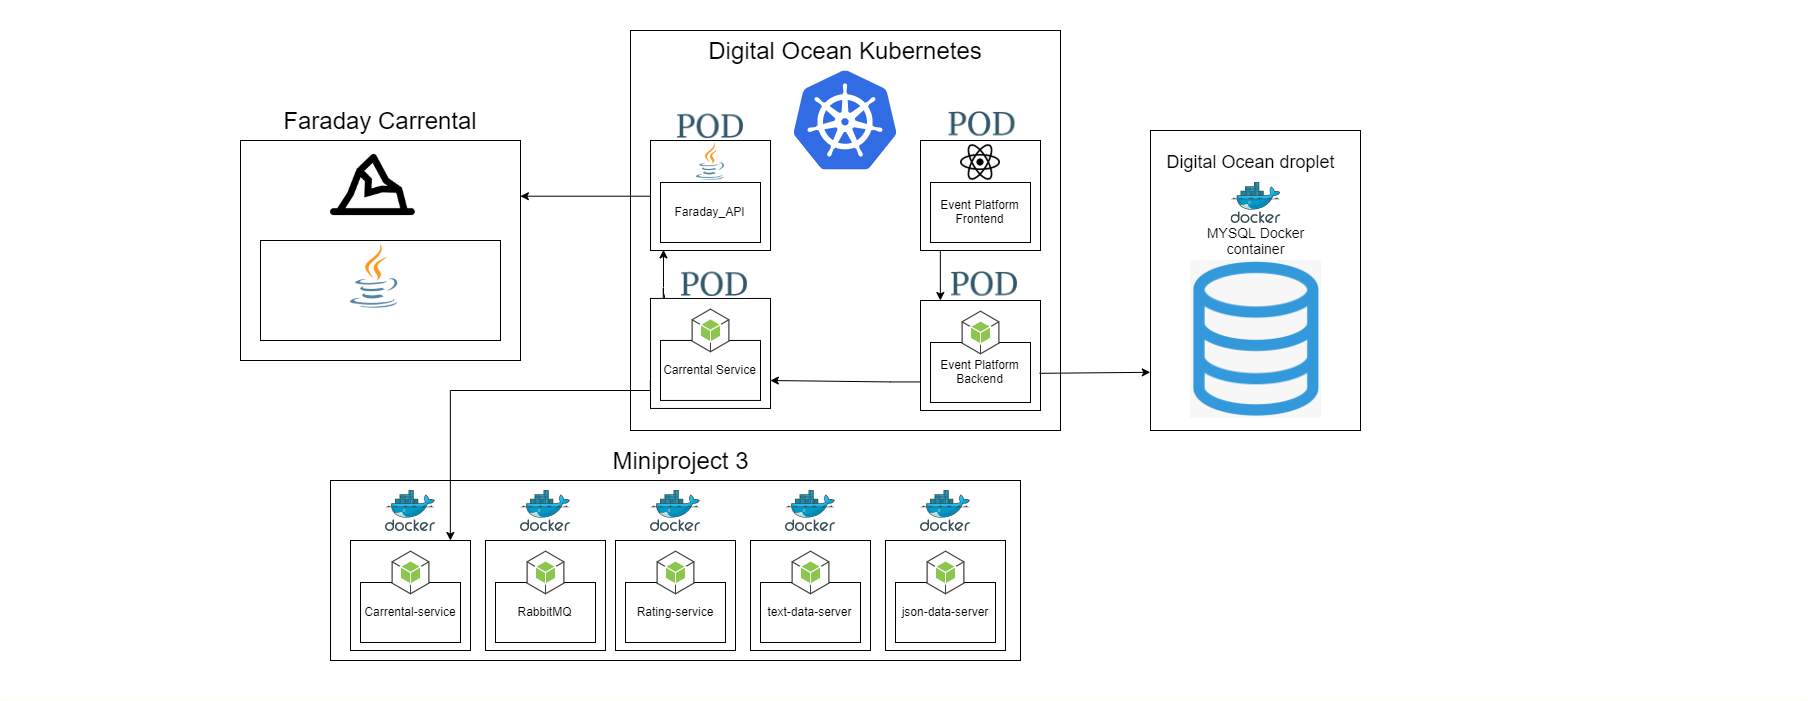 Digital Ocean Kubernetes
Faraday Carrental
POD
POD
Faraday_API
Event Platform
Frontend
Digital Ocean droplet
docker
MYSQL Docker
container
POD
POD
Carrental Service
Event Platform
Backend
Miniproject 3
docker
docker
docker
docker
docker
Carrental-service
RabbitMQ
Rating-service
text-data-server
json-data-server